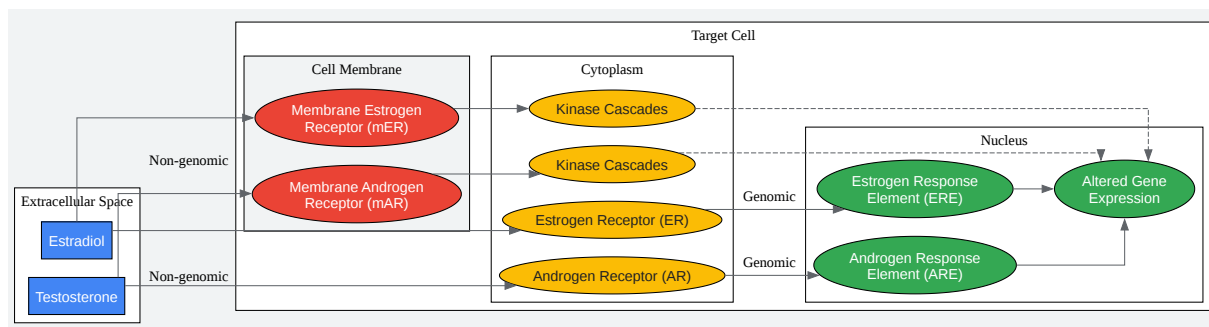 Target Cell
Cell Membrane
Cytoplasm
Membrane Estrogen
Receptor (mER)
Kinase Cascades
Nucleus
Non-genomic
Kinase Cascades
Membrane Androgen
Receptor (mAR)
Estrogen Response
Element (ERE)
Altered Gene
Expression
Extracellular Space
Genomic
Estrogen Receptor (ER)
Estradiol
Non-genomic
Androgen Receptor (AR)
Genomic
Androgen Response
Element (ARE)
Testosterone